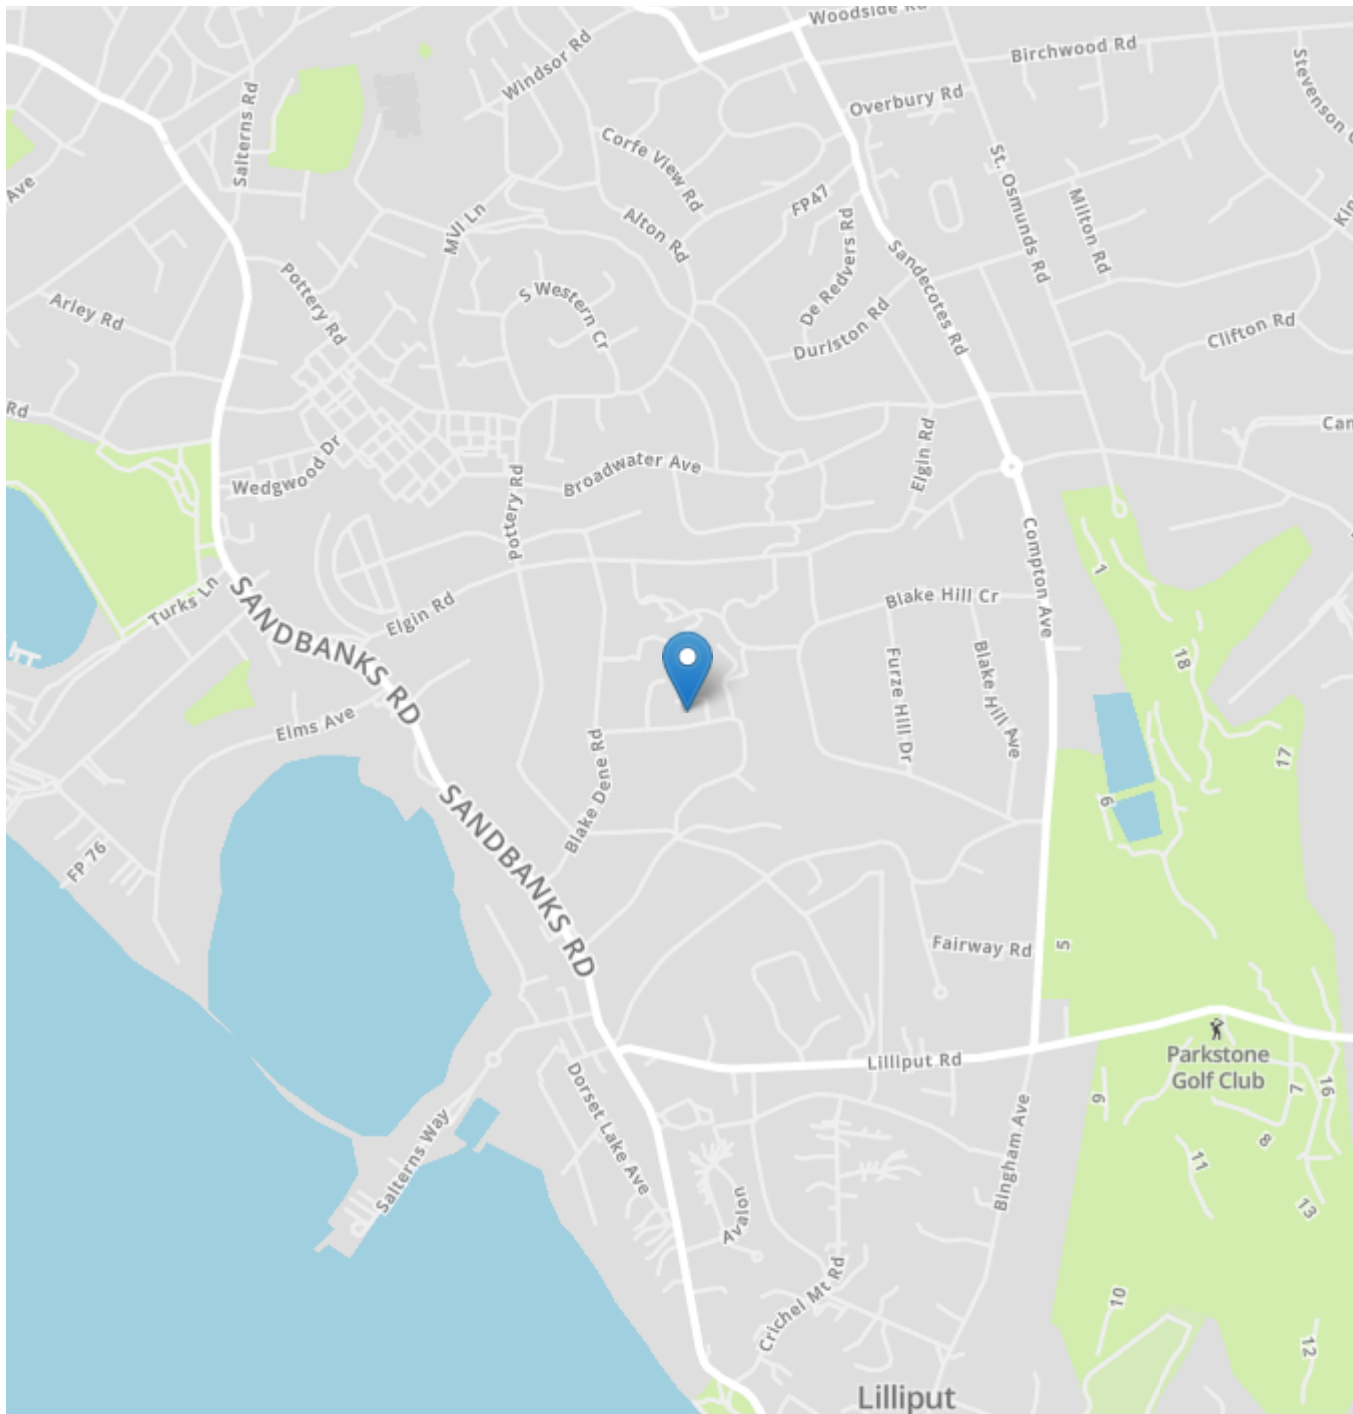 Woodside Rd
Birchwood Rd
Windsor Rd
Stevenson
Salterns Rd
Overbury Rd
Corfe View Rd
St. Osmunds Rd
Ave
FP47
Milton Rd
MVI Ln
Alton Rd
De Redvers Rd
Sandecotes Rd
Pottery Rd
S Western Cr
Arley Rd
Durlston Rd
Clifton Rd
Rd
Elgin Rd
Wedgwood Dr
Broadwater Ave
Pottery Rd
Compton Ave
1
Turks Ln
Elgin Rd
Blake Hill Cr
SANDBANKS RD
Furze Hill Dr
Blake Hill Ave
18
Elms Ave
17
Blake Dene Rd
SANDBANKS RD
6
FP 76
Fairway Rd
5
Lilliput Rd
Parkstone
Golf Club
Dorset Lake Ave
9
7
16
Salterns Way
Bingham Ave
8
11
Avalon
13
Crichel Mt Rd
10
12
Lilliput